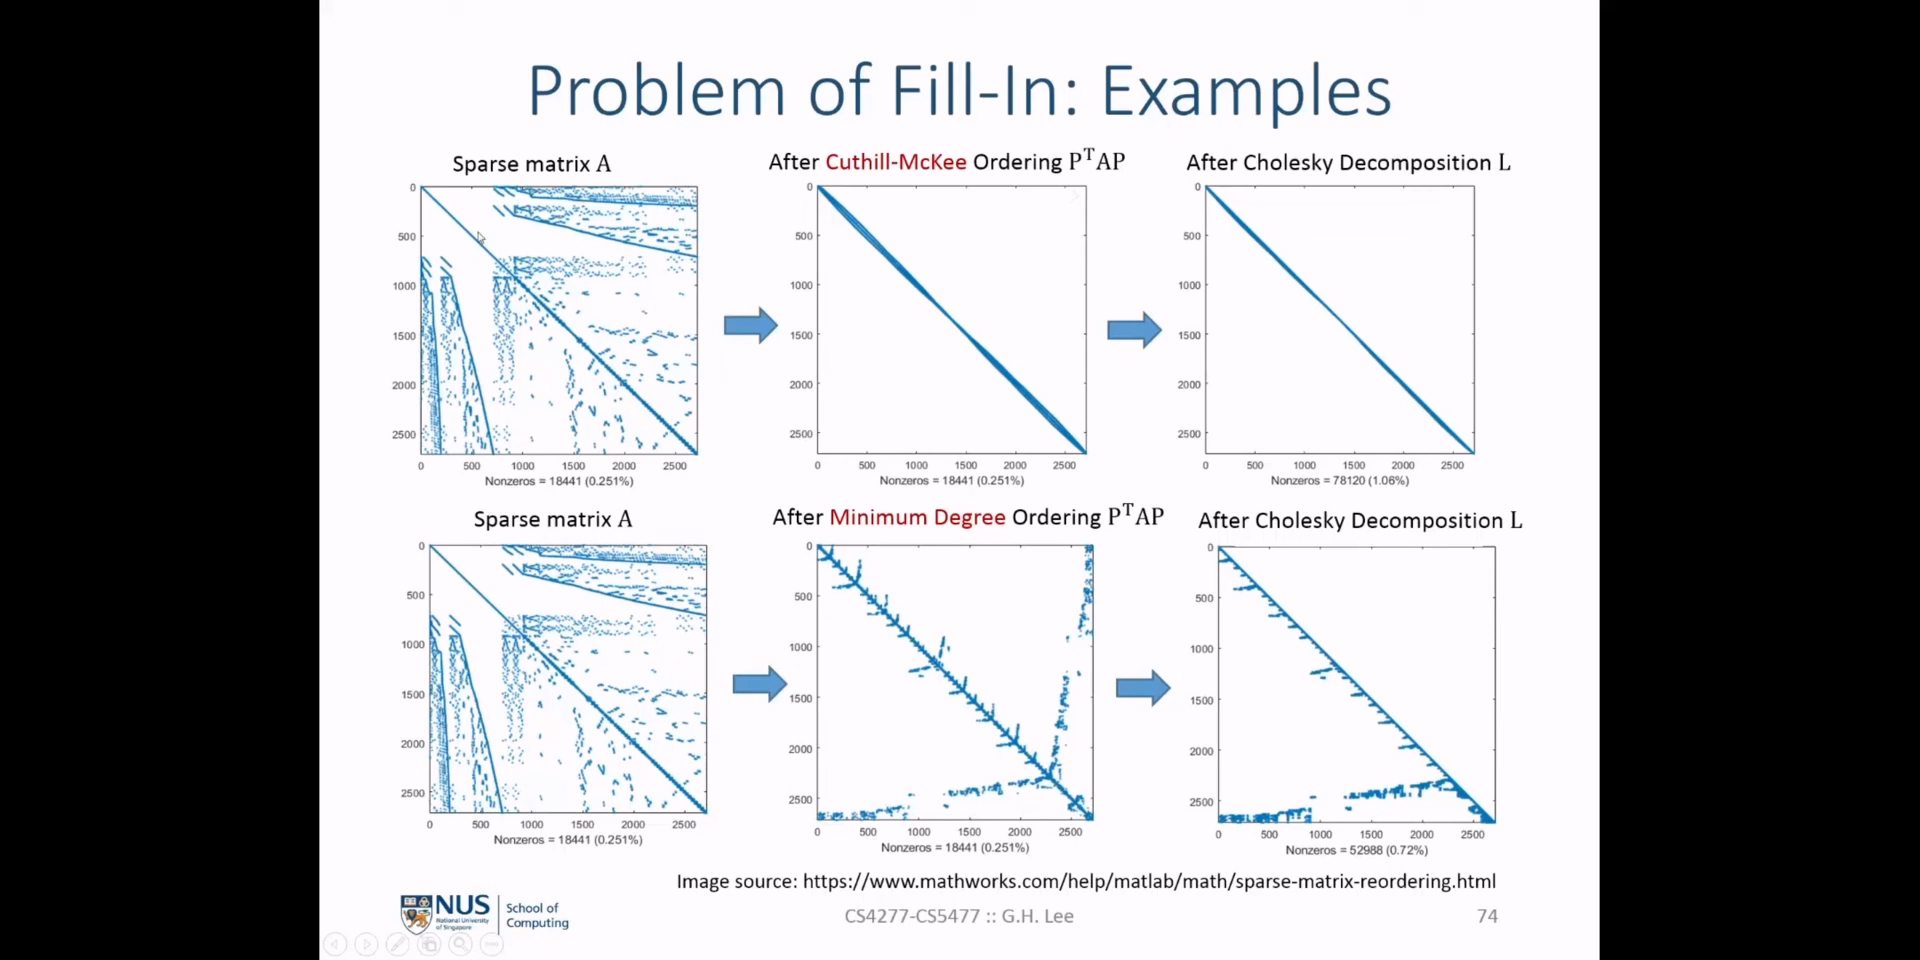 Problem of Fill-In: Examples
Sparse matrix A
After Cuthill-McKee Ordering PᵀAP
After Cholesky Decomposition L
0
500
1000
1500
2000
2500
0 500 1000 1500 2000 2500
Nonzeros = 18441 (0.251%)
0
500
1000
1500
2000
2500
0 500 1000 1500 2000 2500
Nonzeros = 18441 (0.251%)
0
500
1000
1500
2000
2500
0 500 1000 1500 2000 2500
Nonzeros = 78120 (1.06%)
Sparse matrix A
After Minimum Degree Ordering PᵀAP
After Cholesky Decomposition L
0
500
1000
1500
2000
2500
0 500 1000 1500 2000 2500
Nonzeros = 18441 (0.251%)
0
500
1000
1500
2000
2500
0 500 1000 1500 2000 2500
Nonzeros = 18441 (0.251%)
0
500
1000
1500
2000
2500
0 500 1000 1500 2000 2500
Nonzeros = 52988 (0.72%)
Image source: https://www.mathworks.com/help/matlab/math/sparse-matrix-reordering.html
NUS
National University
of Singapore
School of
Computing
CS4277-CS5477 :: G.H. Lee
74